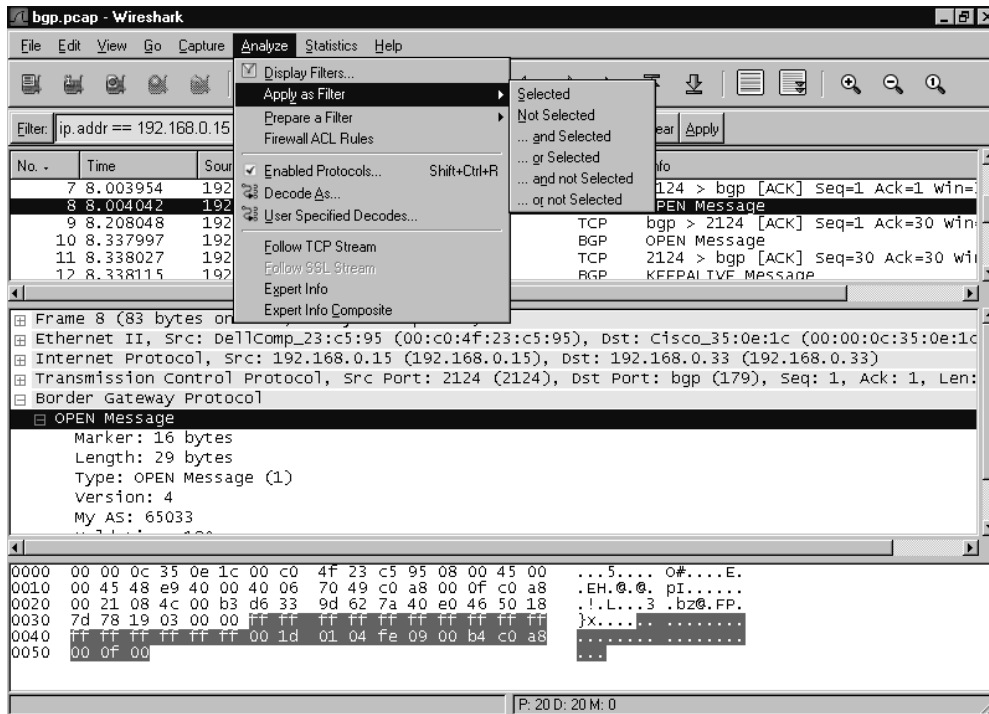 bgp.pcap - Wireshark
File Edit View Go Capture Analyze Statistics Help
Display Filters...
Apply as Filter
Prepare a Filter
Firewall ACL Rules
Enabled Protocols... Shift+Ctrl+R
Decode As...
User Specified Decodes...
Follow TCP Stream
Follow SSL Stream
Expert Info
Expert Info Composite
Selected
Not Selected
... and Selected
... or Selected
... and not Selected
... or not Selected
Filter: ip.addr == 192.168.0.15 Apply
No. - Time
7 8.003954 192 2124 > bgp [ACK] Seq=1 Ack=1
8 8.004042 192 Message
9 8.208048 192 TCP bgp > 2124 [ACK] Seq=1 Ack=30
10 8.337997 192 BGP OPEN Message
11 8.338027 192 TCP 2124 > bgp [ACK] Seq=30 Ack=30
12 8.338115 192 BGP KEEPALIVE Message
Frame 8 (83 bytes on
Ethernet II, Src: DellComp_23:c5:95 (00:c0:4f:23:c5:95), Dst: Cisco_35:0e:1c (00:00:0c:35:0e:1c
Internet Protocol, Src: 192.168.0.15 (192.168.0.15), Dst: 192.168.0.33 (192.168.0.33)
Transmission Control Protocol, Src Port: 2124 (2124), Dst Port: bgp (179), Seq: 1, Ack: 1, Len:
Border Gateway Protocol
OPEN Message
Marker: 16 bytes
Length: 29 bytes
Type: OPEN Message (1)
Version: 4
My AS: 65033
0000 00 00 0c 35 0e 1c 00 c0 4f 23 c5 95 08 00 45 00 ...5.... O#....E.
0010 00 45 48 e9 40 00 40 06 70 49 c0 a8 00 0f c0 a8 .EH.@.@. pI......
0020 00 21 08 4c 00 b3 d6 33 9d 62 7a 40 e0 46 50 18 .!.L...3 .bz@.FP.
0030 7d 78 19 03 00 00 ff ff ff ff ff ff ff ff ff ff }x...... ........
0040 ff ff ff ff ff ff 00 1d 01 04 fe 09 00 b4 c0 a8 ........ ........
0050 00 0f 00 ...
P: 20 D: 20 M: 0